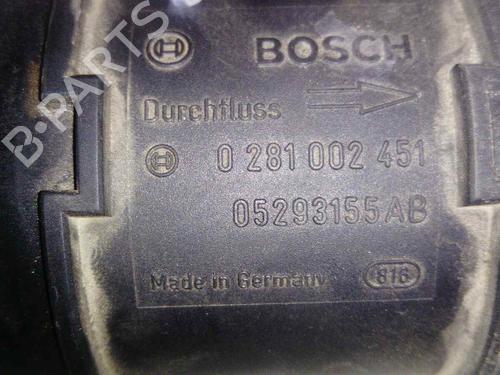 BOSCH
Durchfluss
0 281 002 451
05293155AB
Made in Germany
816
B-PARTS